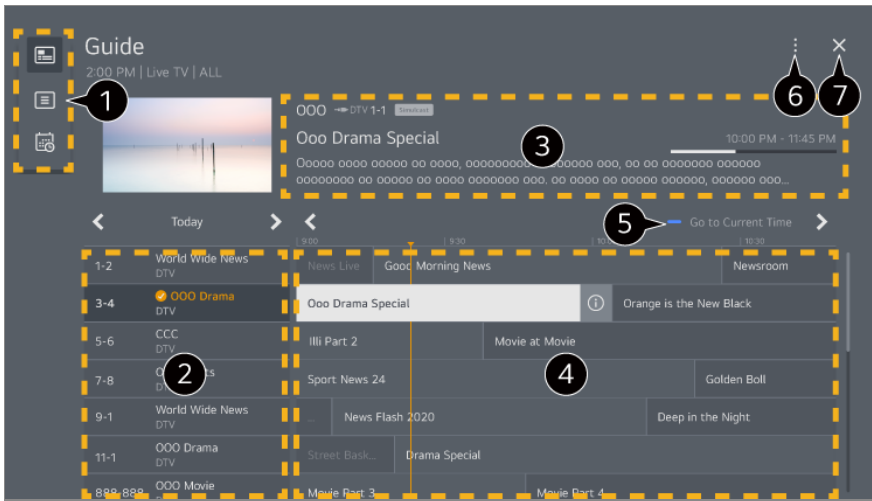 Guide
2:00 PM | Live TV | ALL
1
6
7
OOO DTV 1-1
Ooo Drama Special
3
10:00 PM - 11:45 PM
Ooooo oooo ooooo oo oooo,
ooo, oo oo ooooooo oooooo
oooooooo oo ooooo oo oooo ooooooo ooo. oo oooo oo ooooo oooooo, oooooo ooo...
Today
5
Go to Current Time
9:00
9:30
10:30
1-2 World Wide News
DTV
News Live
Good Morning News
Newsroom
3-4 OOO Drama
DTV
Ooo Drama Special
Orange is the New Black
5-6 CCC
DTV
Illi Part 2
Movie at Movie
7-8
2
Sport News 24
4
Golden Boll
9-1 World Wide News
DTV
...
News Flash 2020
Deep in the Night
11-1 OOO Drama
DTV
Street Bask...
Drama Special
888-888 OOO Movie
DTV
Movie Part 3
Movie Part 4